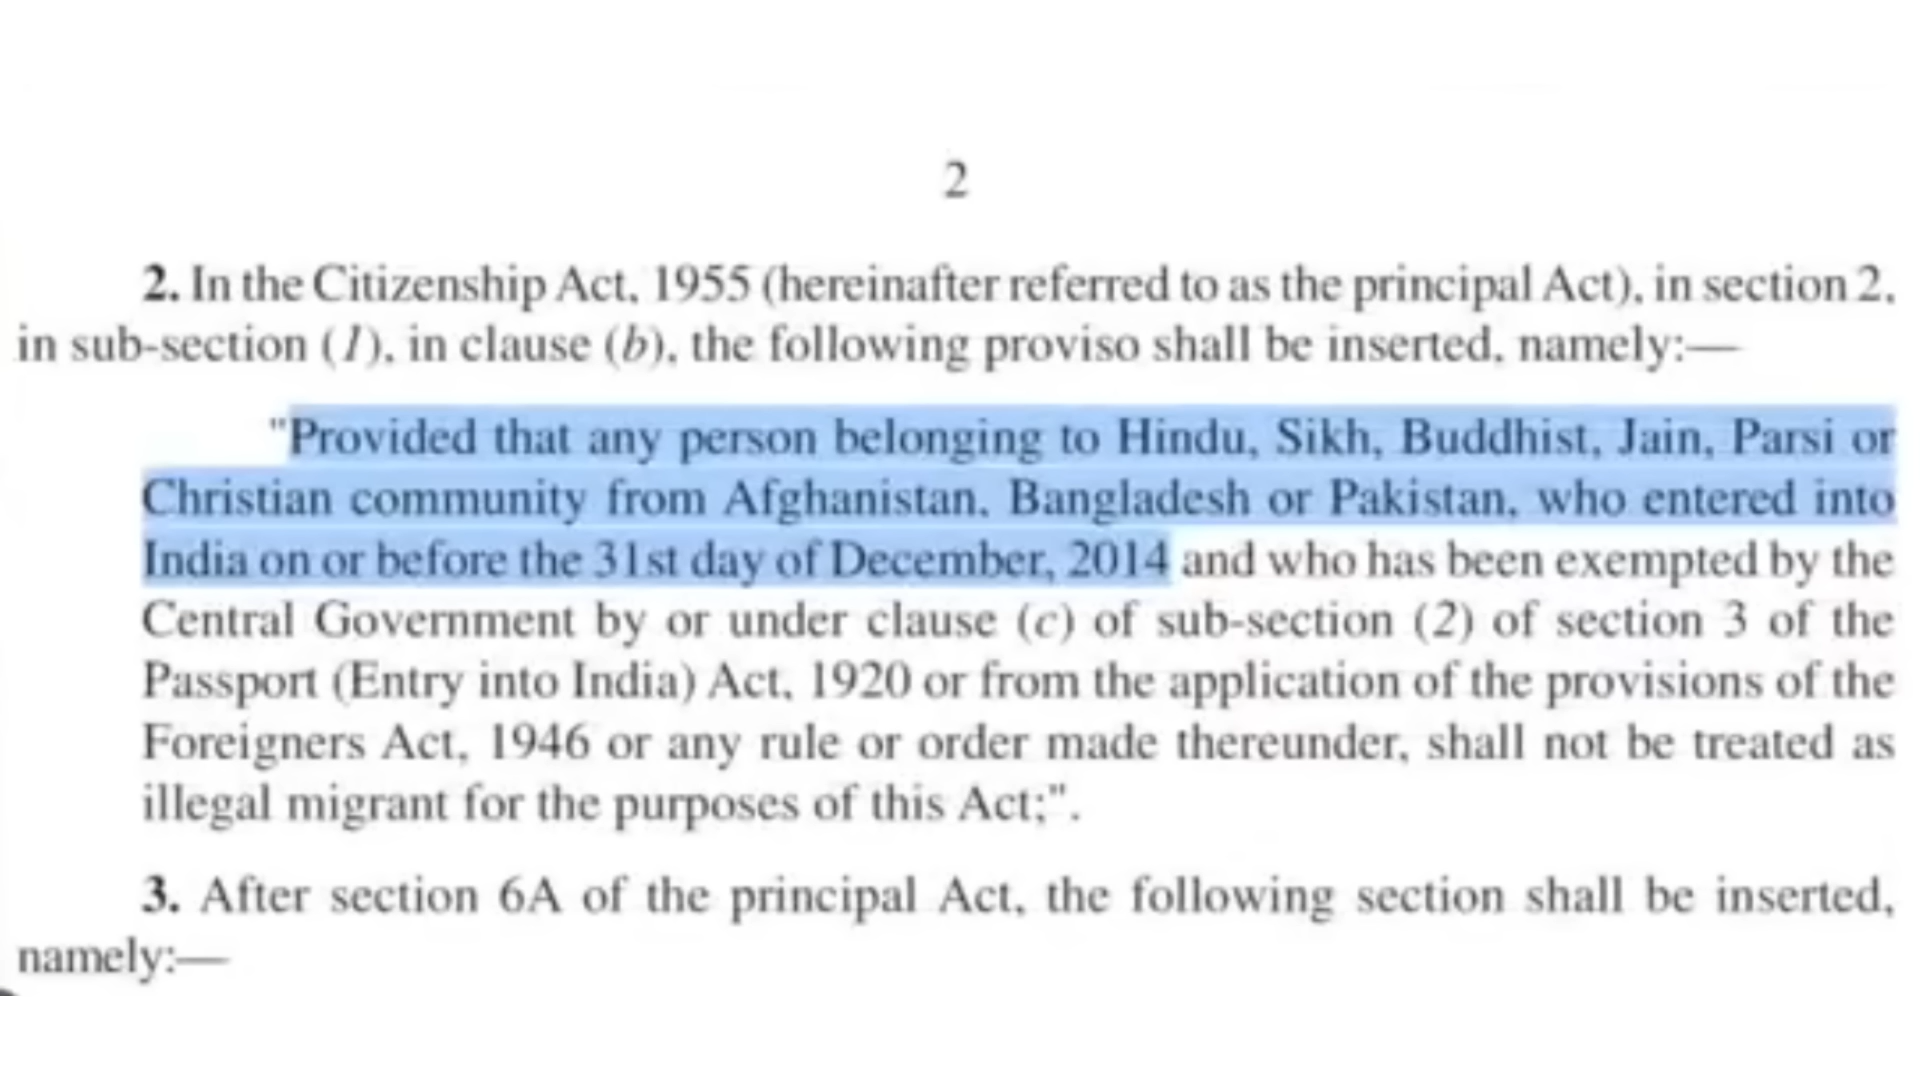 2
2. In the Citizenship Act, 1955 (hereinafter referred to as the principal Act), in section 2,
in sub-section (1), in clause (b), the following proviso shall be inserted, namely:—
"Provided that any person belonging to Hindu, Sikh, Buddhist, Jain, Parsi or
Christian community from Afghanistan, Bangladesh or Pakistan, who entered into
India on or before the 31st day of December, 2014 and who has been exempted by the
Central Government by or under clause (c) of sub-section (2) of section 3 of the
Passport (Entry into India) Act, 1920 or from the application of the provisions of the
Foreigners Act, 1946 or any rule or order made thereunder, shall not be treated as
illegal migrant for the purposes of this Act;".
3. After section 6A of the principal Act, the following section shall be inserted,
namely:—